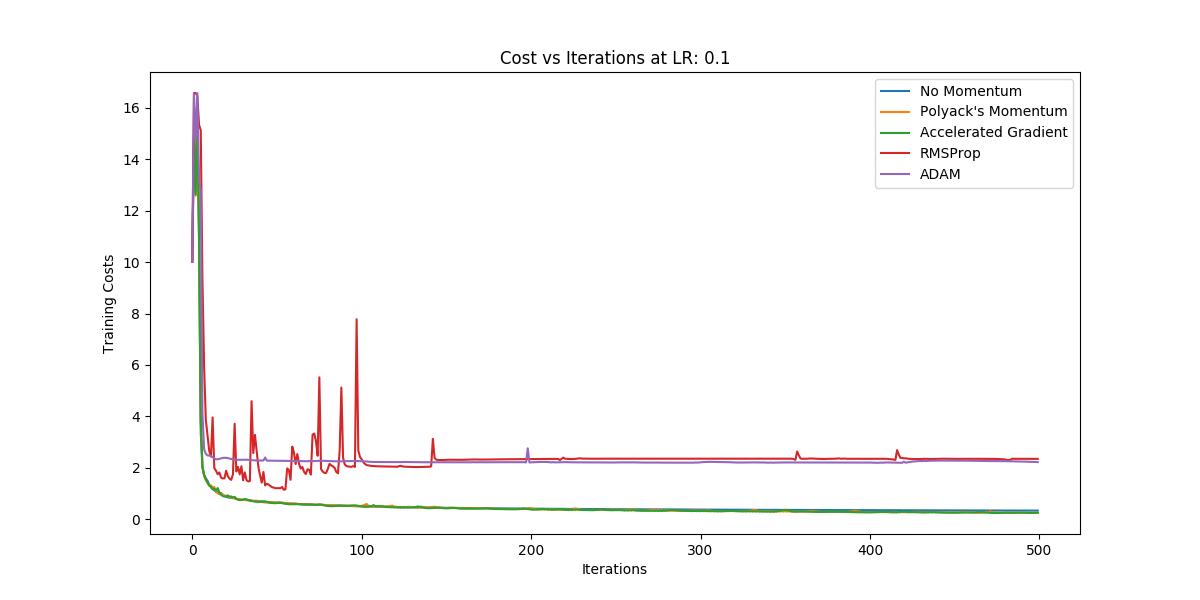 Cost vs Iterations at LR: 0.1
No Momentum
Polyack's Momentum
Accelerated Gradient
RMSProp
ADAM
Training Costs
16
14
12
10
8
6
4
2
0
0 100 200 300 400 500
Iterations